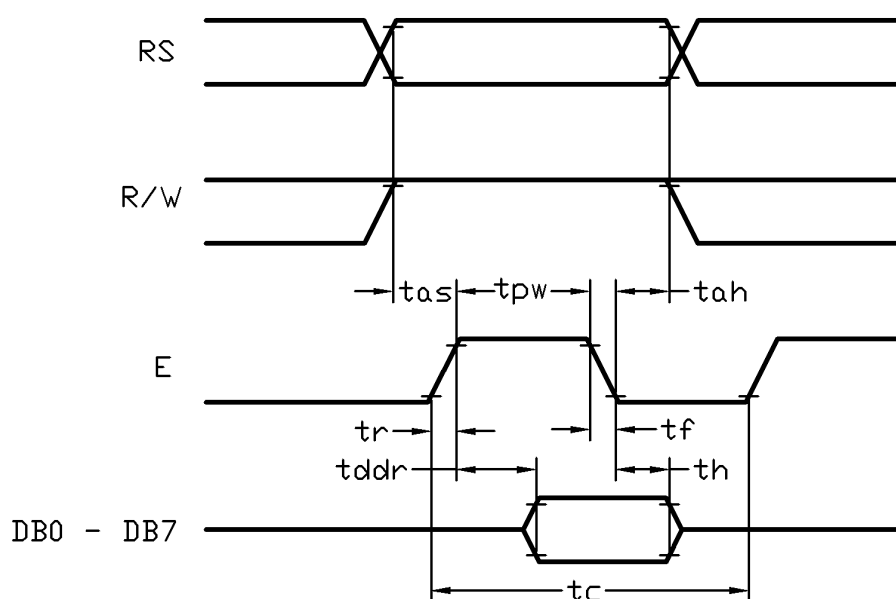 RS
R/W
tas tpw tah
E
tr tf
tddr th
DB0 - DB7
tc